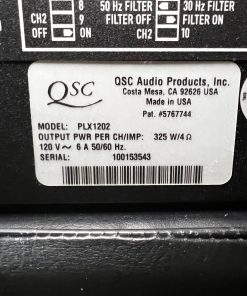 8 50 Hz FILTER 30 Hz FILTER
CH2 9 FILTER OFF FILTER ON
OFF ON CH2 10
QSC
QSC Audio Products, Inc.
Costa Mesa, CA 92626 USA
Made in USA
Pat. #5767744
MODEL: PLX1202
OUTPUT PWR PER CH/IMP: 325 W/4 Ω
120 V ~ 6 A 50/60 Hz.
SERIAL: 100153543